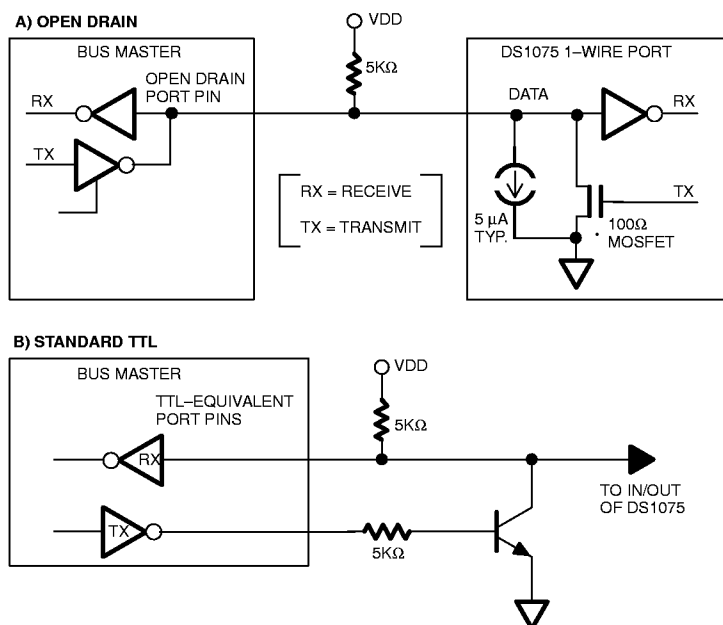 A) OPEN DRAIN
BUS MASTER
RX
OPEN DRAIN
PORT PIN
TX
VDD
5KΩ
RX = RECEIVE
TX = TRANSMIT
DS1075 1–WIRE PORT
DATA
RX
TX
5 µA
TYP.
100Ω
MOSFET
B) STANDARD TTL
BUS MASTER
TTL–EQUIVALENT
PORT PINS
RX
TX
VDD
5KΩ
5KΩ
TO IN/OUT
OF DS1075